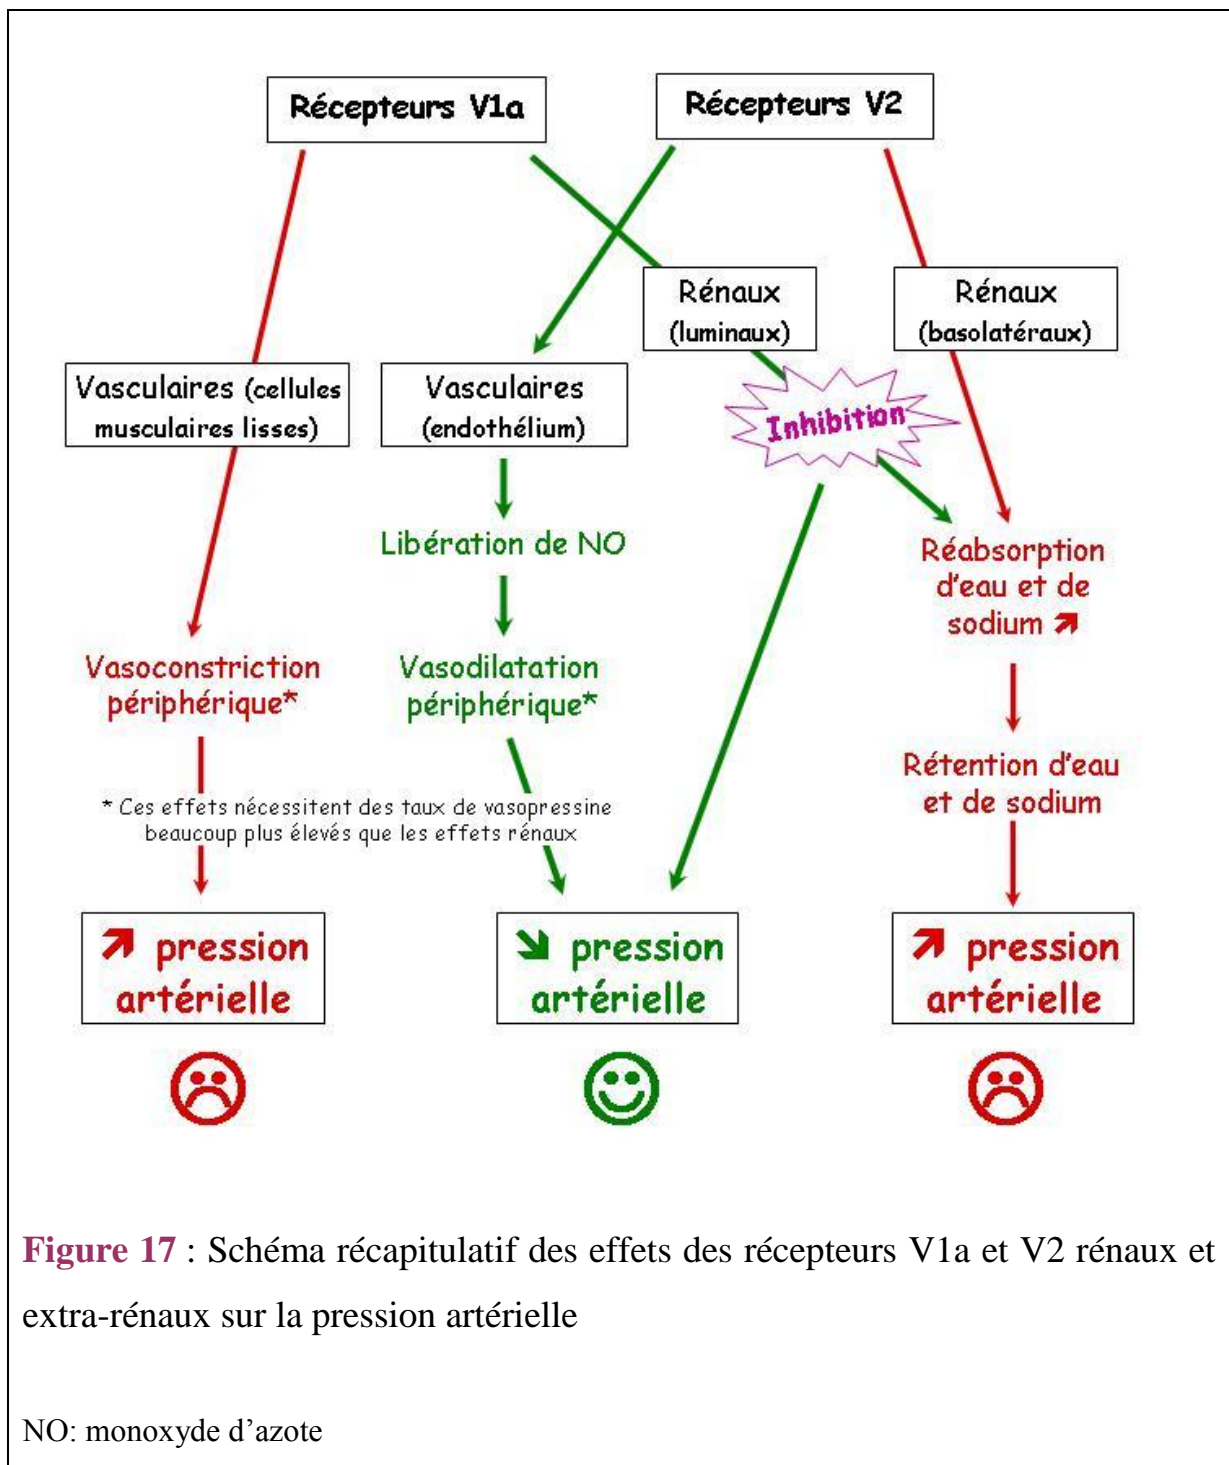 Récepteurs V1a
Récepteurs V2
Rénaux
(luminaux)
Rénaux
(basolatéraux)
Vasculaires (cellules
musculaires lisses)
Vasculaires
(endothélium)
Inhibition
Libération de NO
Réabsorption
d'eau et de
sodium ↗
Vasoconstriction
périphérique*
Vasodilatation
périphérique*
Rétention d'eau
et de sodium
* Ces effets nécessitent des taux de vasopressine
beaucoup plus élevés que les effets rénaux
↗ pression
artérielle
↘ pression
artérielle
↗ pression
artérielle
Figure 17 : Schéma récapitulatif des effets des récepteurs V1a et V2 rénaux et
extra-rénaux sur la pression artérielle
NO: monoxyde d’azote